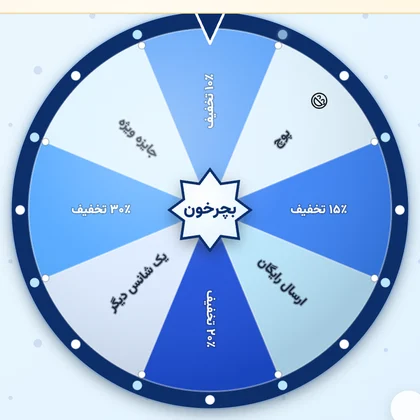 ۱۰٪ تخفیف
پوچ
۱۵٪ تخفیف
ارسال رایگان
۲۰٪ تخفیف
یک شانس دیگر
۳۰٪ تخفیف
جایزه ویژه
بچرخون